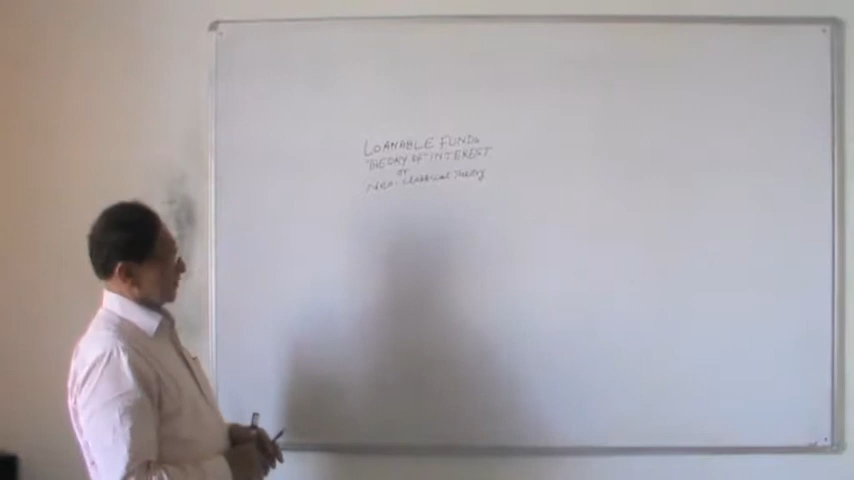 LOANABLE FUNDS
THEORY OF INTEREST
or
Neo-classical Theory